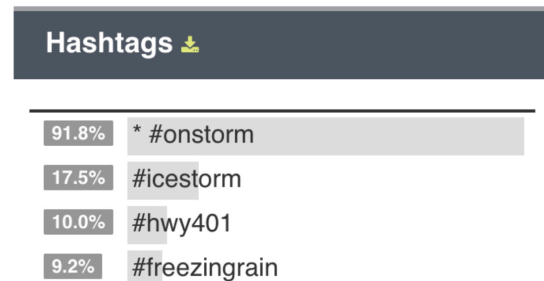 Hashtags
91.8% * #onstorm
17.5% #icestorm
10.0% #hwy401
9.2% #freezingrain